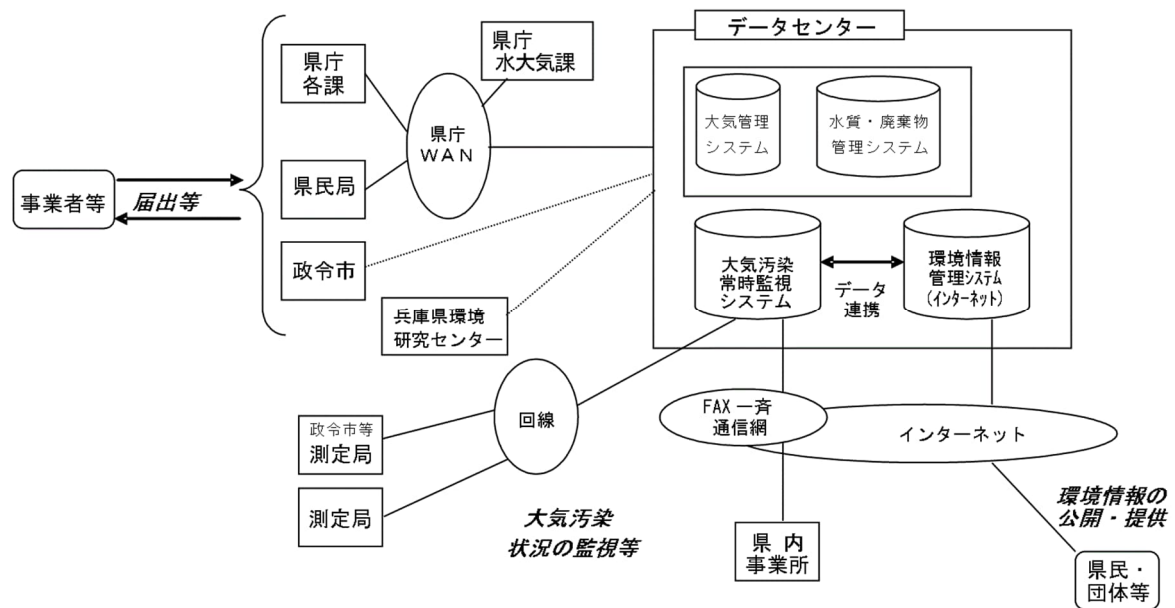 データセンター
県庁
各課
県庁
水大気課
県庁
WAN
大気管理
システム
水質・廃棄物
管理システム
県民局
事業者等
届出等
政令市
大気汚染
常時監視
システム
データ
連携
環境情報
管理ｼｽﾃﾑ
(ｲﾝﾀｰﾈｯﾄ)
兵庫県環境
研究センター
回線
政令市等
測定局
測定局
FAX 一斉
通信網
インターネット
大気汚染
状況の監視等
県 内
事業所
環境情報の
公開・提供
県民・
団体等